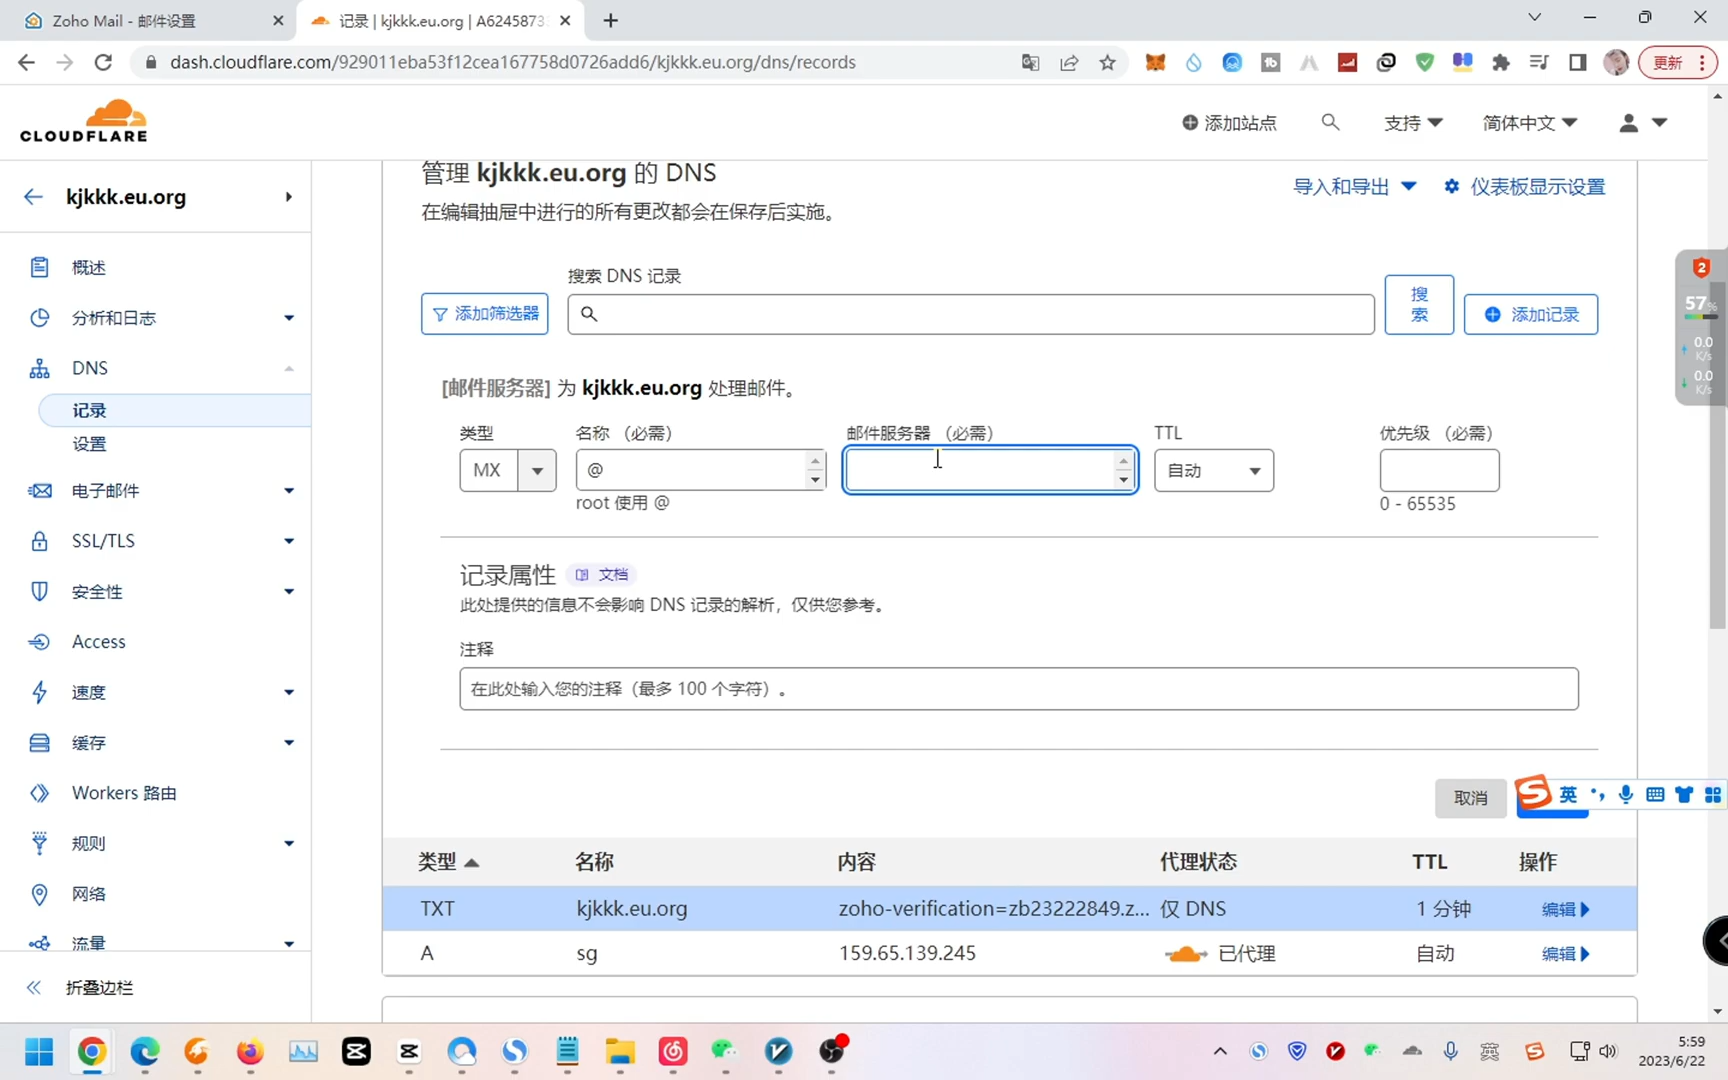 Zoho Mail - 邮件设置
记录 | kjkkk.eu.org | A6245873
dash.cloudflare.com/929011eba53f12cea167758d0726add6/kjkkk.eu.org/dns/records
更新
CLOUDFLARE
添加站点
支持
简体中文
kjkkk.eu.org
概述
分析和日志
DNS
记录
设置
电子邮件
SSL/TLS
安全性
Access
速度
缓存
Workers 路由
规则
网络
流量
折叠边栏
管理 kjkkk.eu.org 的 DNS
在编辑抽屉中进行的所有更改都会在保存后实施。
导入和导出
仪表板显示设置
搜索 DNS 记录
添加筛选器
搜
索
添加记录
[邮件服务器] 为 kjkkk.eu.org 处理邮件。
类型 名称 （必需） 邮件服务器 （必需） TTL 优先级 （必需）
MX @ 自动
root 使用 @ 0 - 65535
记录属性 文档
此处提供的信息不会影响 DNS 记录的解析，仅供您参考。
注释
在此处输入您的注释（最多 100 个字符）。
取消
英
类型 名称 内容 代理状态 TTL 操作
TXT kjkkk.eu.org zoho-verification=zb23222849.z... 仅 DNS 1 分钟 编辑
A sg 159.65.139.245 已代理 自动 编辑
2
57%
0.0
K/s
0.0
K/s
英
5:59
2023/6/22